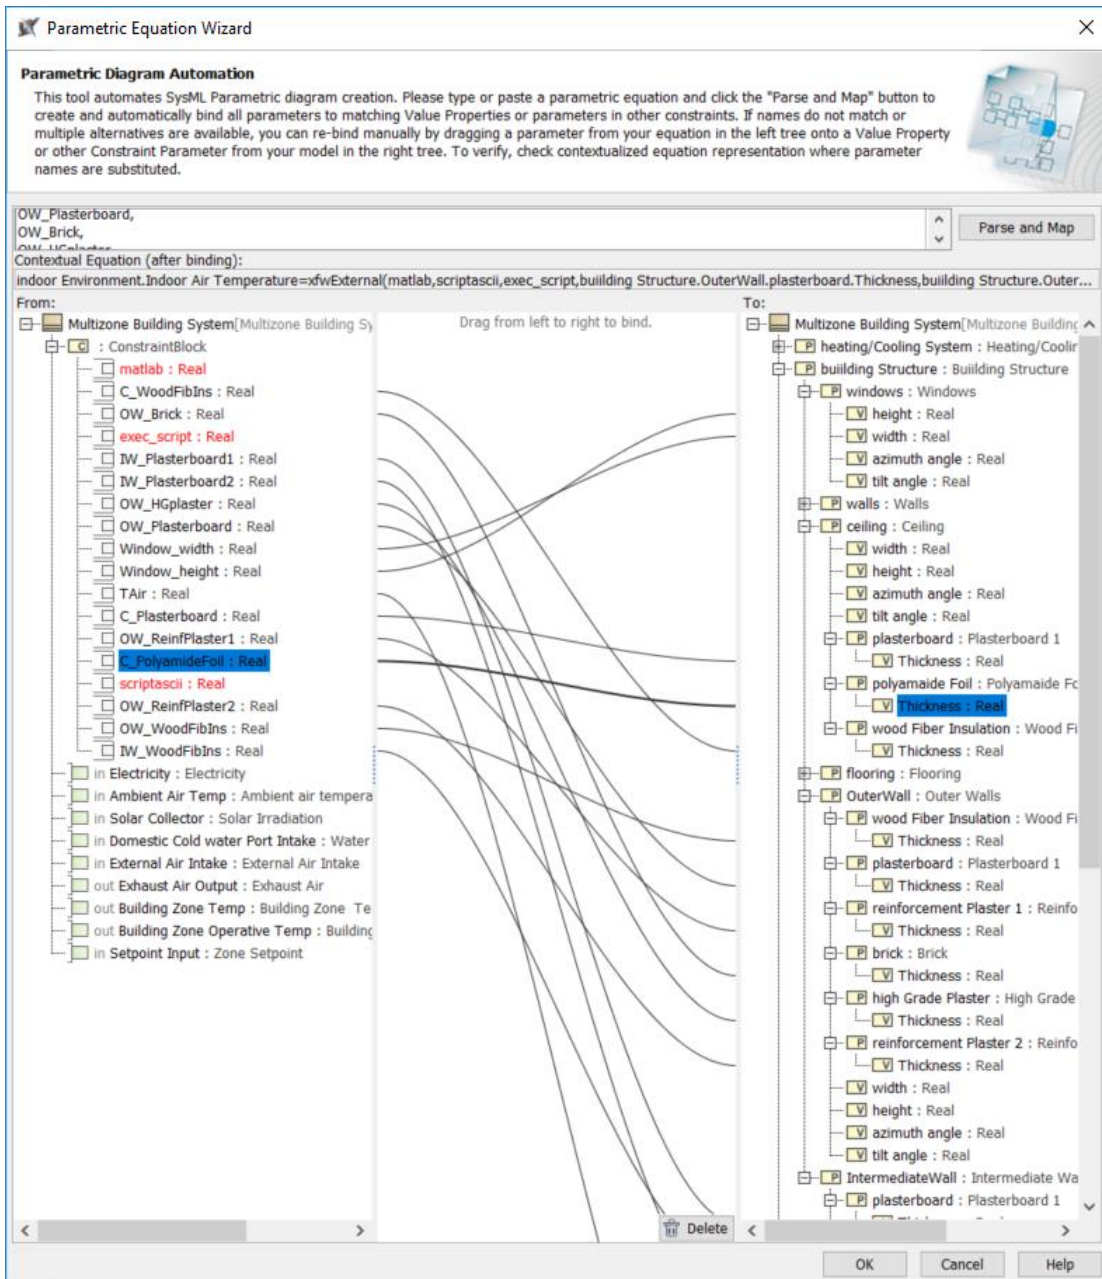 Parametric Equation Wizard
Parametric Diagram Automation
This tool automates SysML Parametric diagram creation. Please type or paste a parametric equation and click the "Parse and Map" button to
create and automatically bind all parameters to matching Value Properties or parameters in other constraints. If names do not match or
multiple alternatives are available, you can re-bind manually by dragging a parameter from your equation in the left tree onto a Value Property
or other Constraint Parameter from your model in the right tree. To verify, check contextualized equation representation where parameter
names are substituted.
OW_Plasterboard,
OW_Brick,
OW_HGplaster
Parse and Map
Contextual Equation (after binding):
indoor Environment.Indoor Air Temperature=xfwExternal(matlab,scriptascii,exec_script,buiilding Structure.OuterWall.plasterboard.Thickness,buiilding Structure.Outer...
From:
Multizone Building System[Multizone Building Sy
C : ConstraintBlock
matlab : Real
C_WoodFibIns : Real
OW_Brick : Real
exec_script : Real
IW_Plasterboard1 : Real
IW_Plasterboard2 : Real
OW_HGplaster : Real
OW_Plasterboard : Real
Window_width : Real
Window_height : Real
TAir : Real
C_Plasterboard : Real
OW_ReinfPlaster1 : Real
C_PolyamideFoil : Real
scriptascii : Real
OW_ReinfPlaster2 : Real
OW_WoodFibIns : Real
IW_WoodFibIns : Real
in Electricity : Electricity
in Ambient Air Temp : Ambient air tempera
in Solar Collector : Solar Irradiation
in Domestic Cold water Port Intake : Water
in External Air Intake : External Air Intake
out Exhaust Air Output : Exhaust Air
out Building Zone Temp : Building Zone Te
out Building Zone Operative Temp : Building
in Setpoint Input : Zone Setpoint
Drag from left to right to bind.
Delete
To:
Multizone Building System[Multizone Building
P heating/Cooling System : Heating/Coolir
P buiilding Structure : Buiilding Structure
P windows : Windows
V height : Real
V width : Real
V azimuth angle : Real
V tilt angle : Real
P walls : Walls
P ceiling : Ceiling
V width : Real
V height : Real
V azimuth angle : Real
V tilt angle : Real
P plasterboard : Plasterboard 1
V Thickness : Real
P polyamaide Foil : Polyamaide Fc
V Thickness : Real
P wood Fiber Insulation : Wood Fi
V Thickness : Real
P flooring : Flooring
P OuterWall : Outer Walls
P wood Fiber Insulation : Wood Fi
V Thickness : Real
P plasterboard : Plasterboard 1
V Thickness : Real
P reinforcement Plaster 1 : Reinfo
V Thickness : Real
P brick : Brick
V Thickness : Real
P high Grade Plaster : High Grade
V Thickness : Real
P reinforcement Plaster 2 : Reinfo
V Thickness : Real
V width : Real
V height : Real
V azimuth angle : Real
V tilt angle : Real
P IntermediateWall : Intermediate Wa
P plasterboard : Plasterboard 1
OK
Cancel
Help